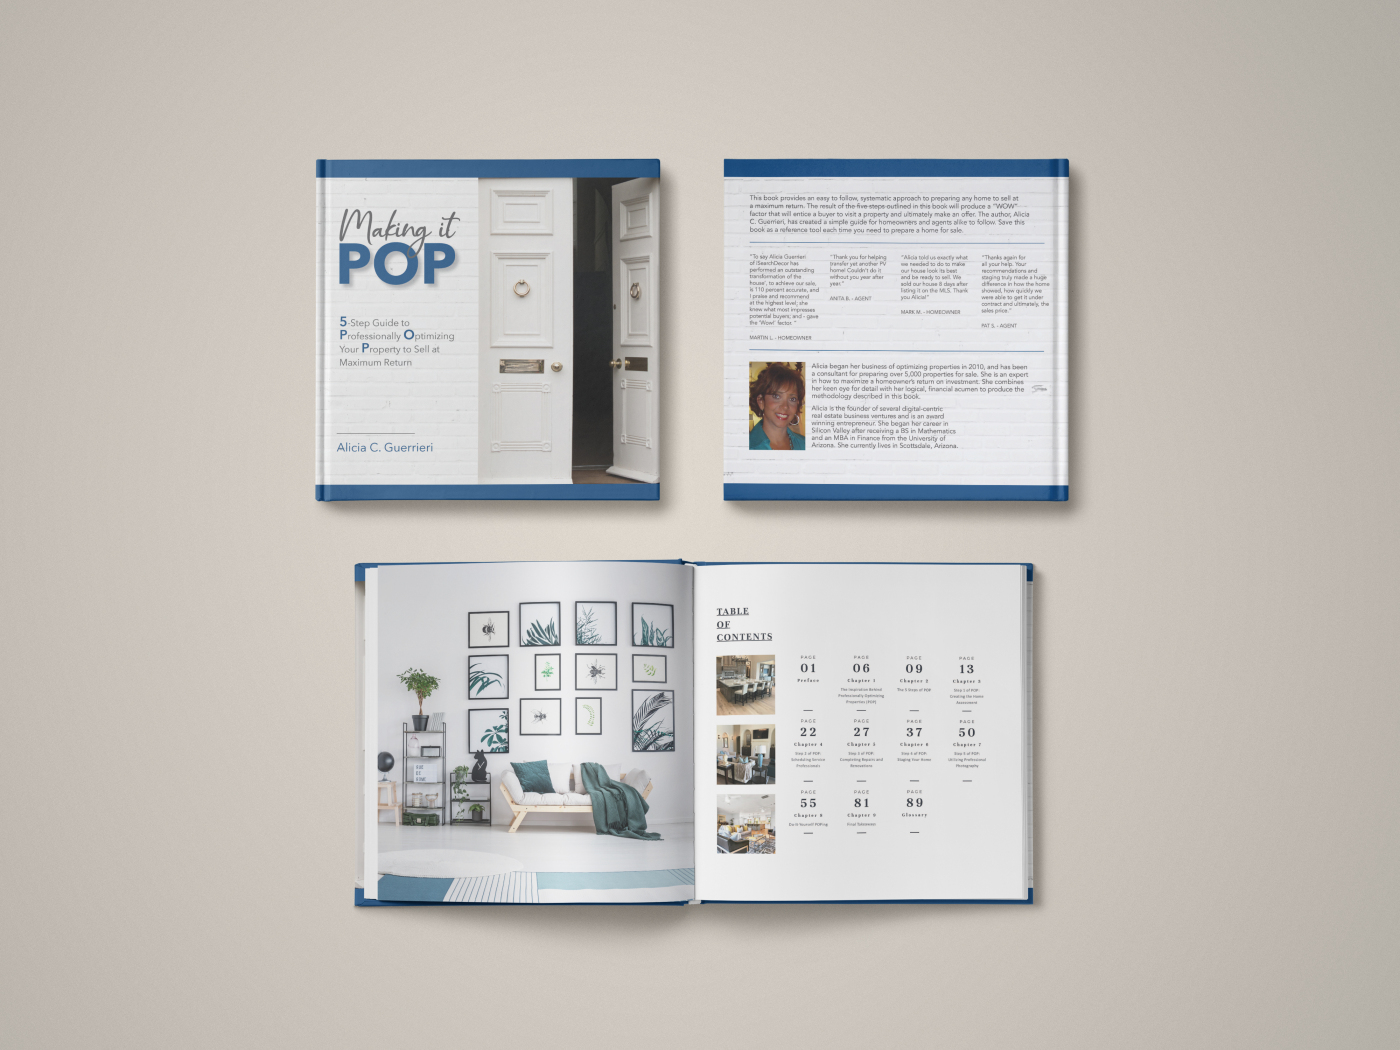 Making it
POP
5-Step Guide to
Professionally Optimizing
Your Property to Sell at
Maximum Return
Alicia C. Guerrieri
This book provides an easy to follow, systematic approach to preparing any home to sell at
a maximum return. The result of the five steps outlined in this book will produce a "WOW"
factor that will entice a buyer to visit a property and ultimately make an offer. The author, Alicia
C. Guerrieri, has created a simple guide for homeowners and agents alike to follow. Save this
book as a reference tool each time you need to prepare a home for sale.
"To say Alicia Guerrieri
of iSearchDecor has
performed an outstanding
transformation of the
house', to achieve our sale,
is 110 percent accurate, and
I praise and recommend
at the highest level; she
knew what most impresses
potential buyers; and - gave
the 'Wow!' factor. "
MARTIN L. - HOMEOWNER
"Thank you for helping
transfer yet another PV
home! Couldn't do it
without you year after
year."
ANITA B. - AGENT
"Alicia told us exactly what
we needed to do to make
our house look its best
and be ready to sell. We
sold our house 8 days after
listing it on the MLS. Thank
you Alicia!"
MARK M. - HOMEOWNER
"Thanks again for
all your help. Your
recommendations and
staging truly made a huge
difference in how the home
showed, how quickly we
were able to get it under
contract and ultimately, the
sales price."
PAT S. - AGENT
Alicia began her business of optimizing properties in 2010, and has been
a consultant for preparing over 5,000 properties for sale. She is an expert
in how to maximize a homeowner's return on investment. She combines
her keen eye for detail with her logical, financial acumen to produce the
methodology described in this book.
Alicia is the founder of several digital-centric
real estate business ventures and is an award
winning entrepreneur. She began her career in
Silicon Valley after receiving a BS in Mathematics
and an MBA in Finance from the University of
Arizona. She currently lives in Scottsdale, Arizona.
TABLE
OF
CONTENTS
PAGE
01
Preface
PAGE
06
Chapter 1
The Inspiration Behind
Professionally Optimizing
Properties (POP)
PAGE
09
Chapter 2
The 5 Steps of POP
PAGE
13
Chapter 3
Step 1 of POP:
Creating the Home
Assessment
PAGE
22
Chapter 4
Step 2 of POP:
Scheduling Service
Professionals
PAGE
27
Chapter 5
Step 3 of POP:
Completing Repairs and
Renovations
PAGE
37
Chapter 6
Step 4 of POP:
Staging Your Home
PAGE
50
Chapter 7
Step 5 of POP:
Utilizing Professional
Photography
PAGE
55
Chapter 8
Do It Yourself POPing
PAGE
81
Chapter 9
Final Takeaways
PAGE
89
Glossary